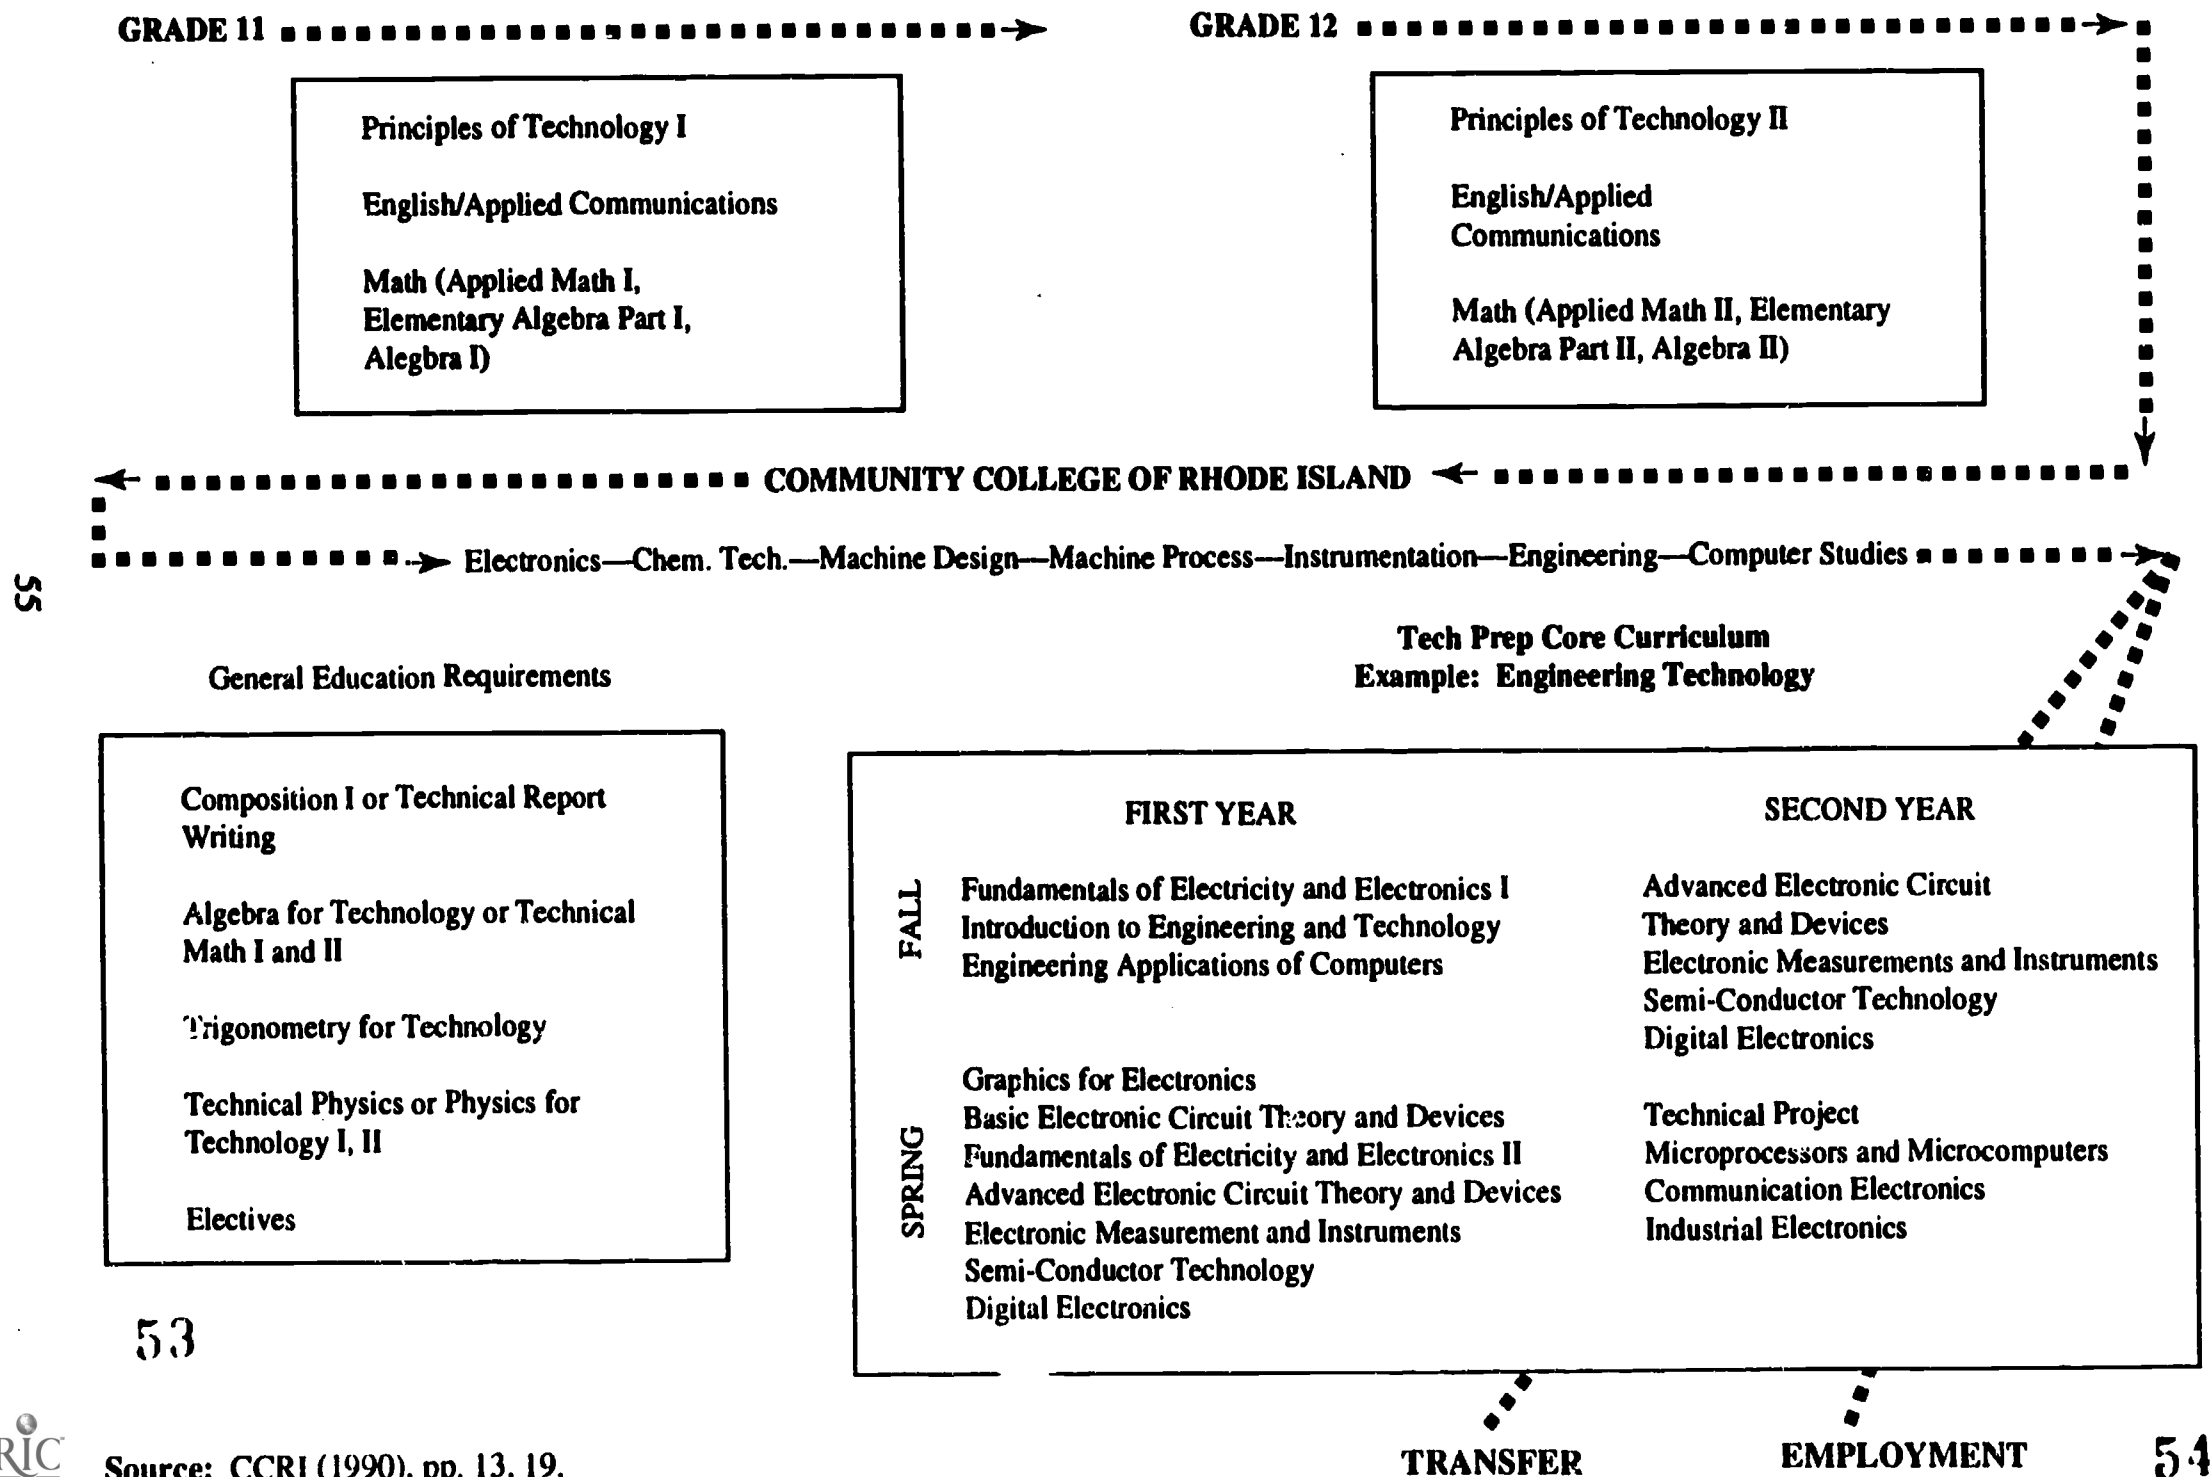 GRADE 11
GRADE 12
Principles of Technology I
English/Applied Communications
Math (Applied Math I,
Elementary Algebra Part I,
Alegbra I)
Principles of Technology II
English/Applied
Communications
Math (Applied Math II, Elementary
Algebra Part II, Algebra II)
COMMUNITY COLLEGE OF RHODE ISLAND
Electronics—Chem. Tech.—Machine Design—Machine Process—Instrumentation—Engineering—Computer Studies
55
General Education Requirements
Composition I or Technical Report
Writing
Algebra for Technology or Technical
Math I and II
Trigonometry for Technology
Technical Physics or Physics for
Technology I, II
Electives
Tech Prep Core Curriculum
Example: Engineering Technology
FIRST YEAR
FALL
Fundamentals of Electricity and Electronics I
Introduction to Engineering and Technology
Engineering Applications of Computers
SPRING
Graphics for Electronics
Basic Electronic Circuit Theory and Devices
Fundamentals of Electricity and Electronics II
Advanced Electronic Circuit Theory and Devices
Electronic Measurement and Instruments
Semi-Conductor Technology
Digital Electronics
SECOND YEAR
Advanced Electronic Circuit
Theory and Devices
Electronic Measurements and Instruments
Semi-Conductor Technology
Digital Electronics
Technical Project
Microprocessors and Microcomputers
Communication Electronics
Industrial Electronics
53
TRANSFER
EMPLOYMENT
54
RIC
Source: CCRI (1990), pp. 13, 19.